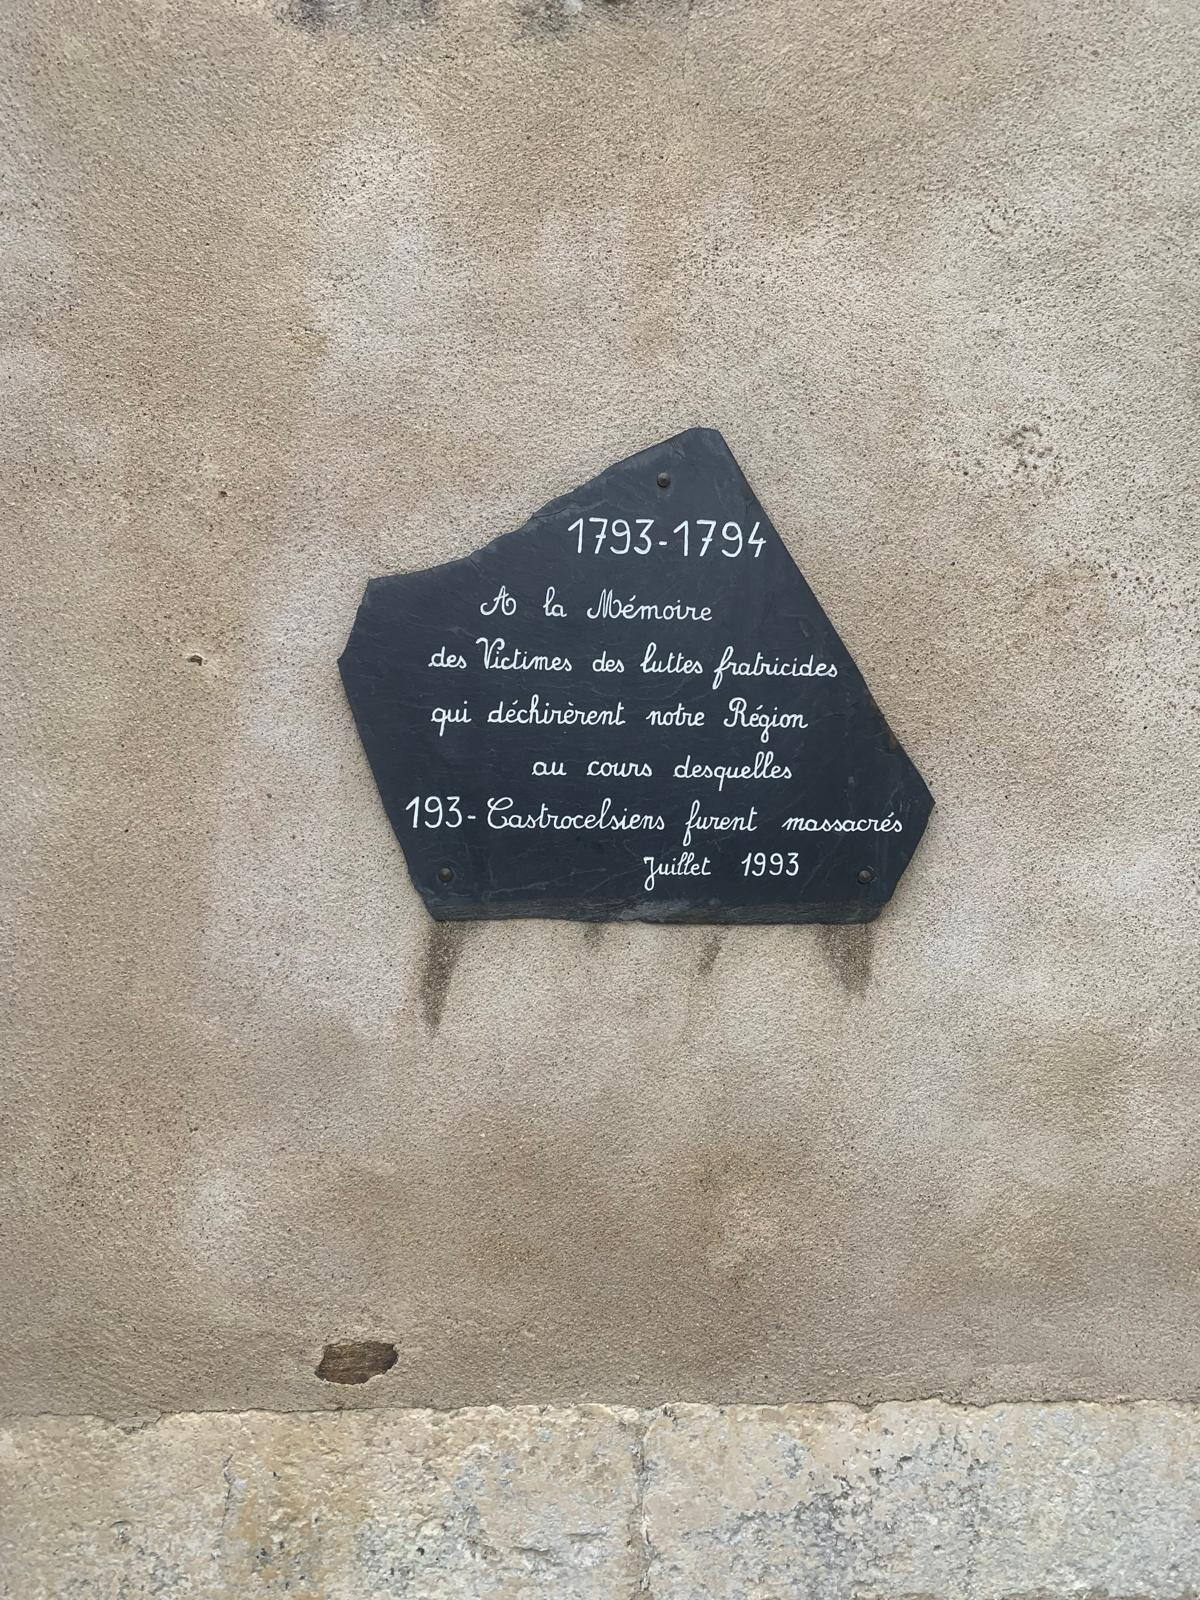 1793-1794
A la Mémoire
des Victimes des luttes fratricides
qui déchirèrent notre Région
au cours desquelles
193-Castrocelsiens furent massacrés
Juillet 1993